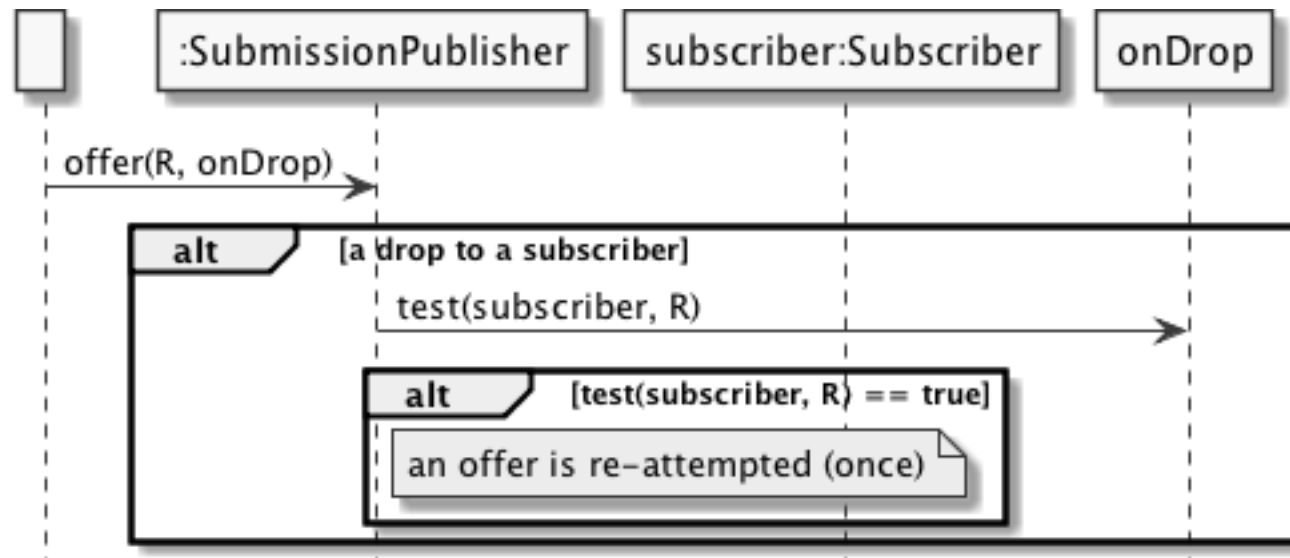 :SubmissionPublisher
subscriber:Subscriber
onDrop
offer(R, onDrop)
alt [a drop to a subscriber]
test(subscriber, R)
alt [test(subscriber, R) == true]
an offer is re-attempted (once)